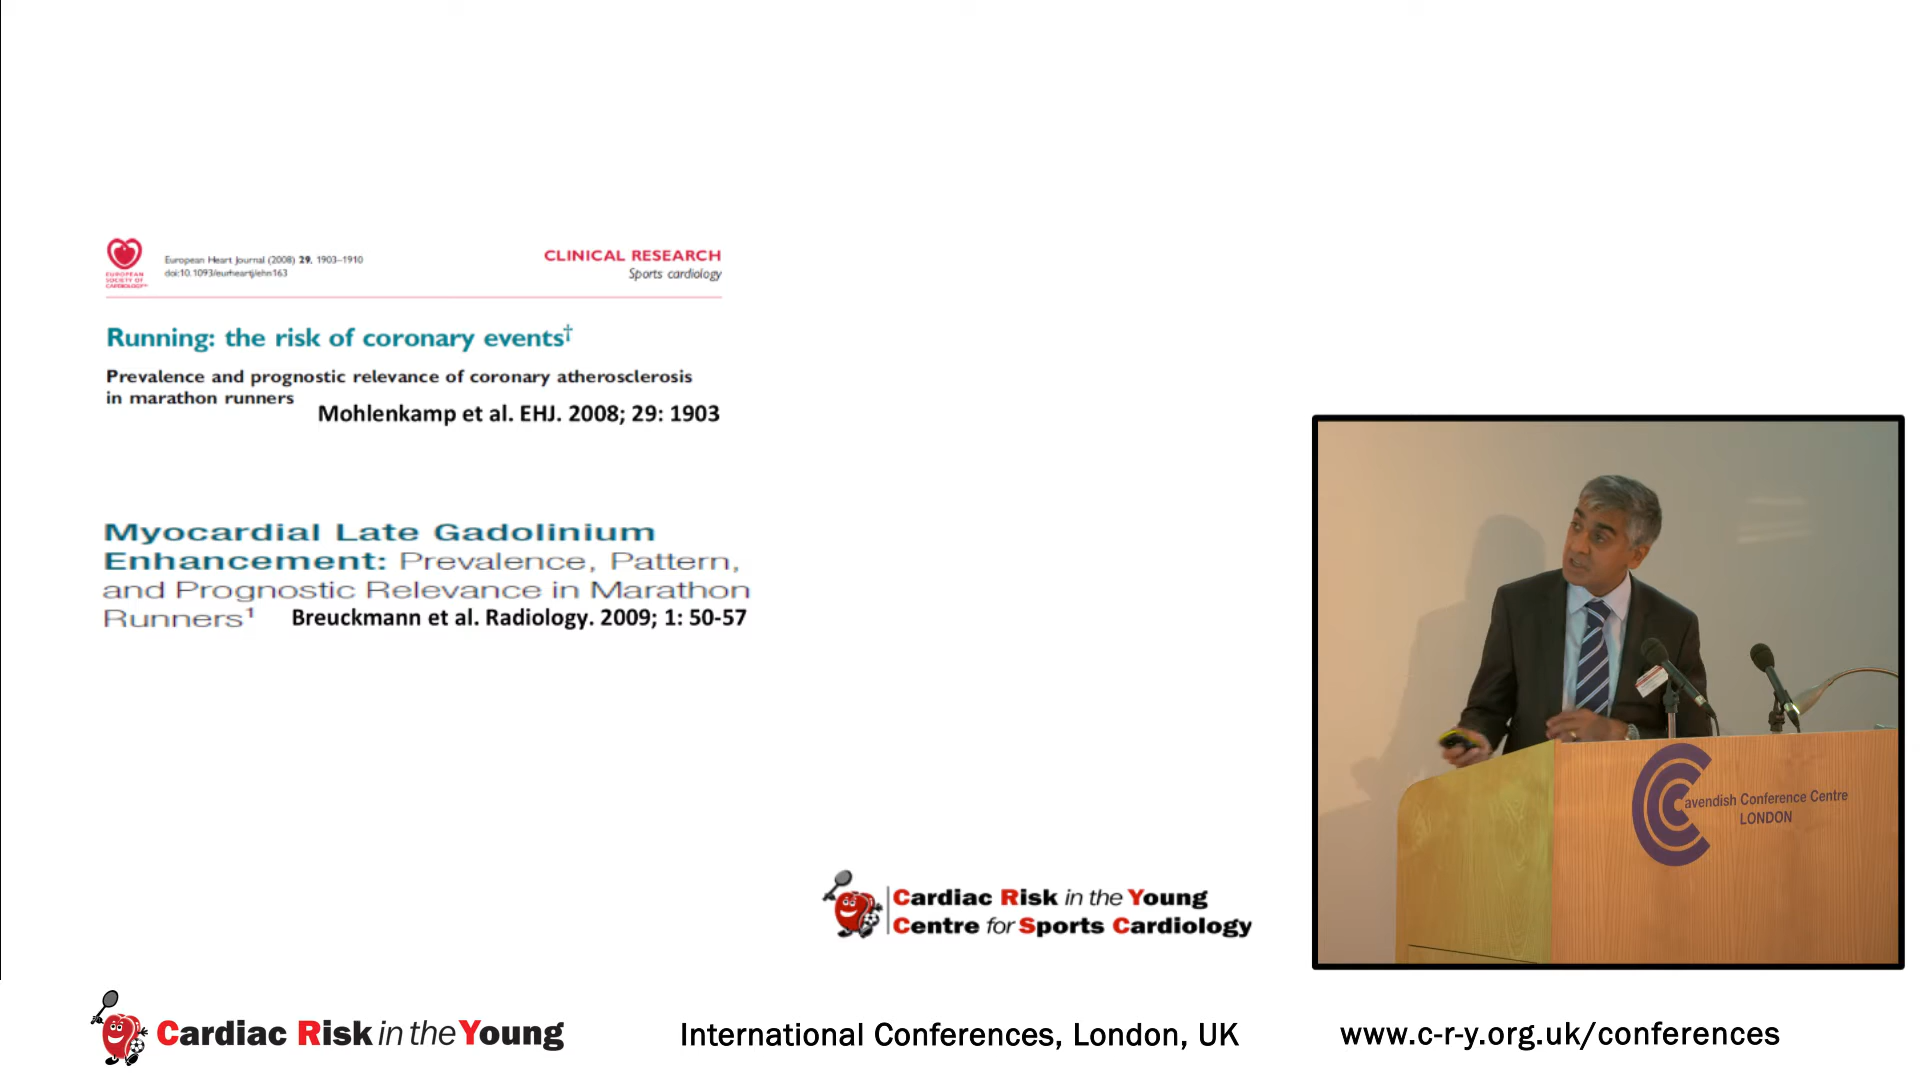 EUROPEAN
SOCIETY OF
CARDIOLOGY
European Heart Journal (2008) 29, 1903–1910
doi:10.1093/eurheartj/ehn163
CLINICAL RESEARCH
Sports cardiology
Running: the risk of coronary events†
Prevalence and prognostic relevance of coronary atherosclerosis
in marathon runners
Mohlenkamp et al. EHJ. 2008; 29: 1903
Myocardial Late Gadolinium
Enhancement: Prevalence, Pattern,
and Prognostic Relevance in Marathon
Runners¹
Breuckmann et al. Radiology. 2009; 1: 50-57
Cavendish Conference Centre
LONDON
Cardiac Risk in the Young
Centre for Sports Cardiology
Cardiac Risk in the Young
International Conferences, London, UK
www.c-r-y.org.uk/conferences